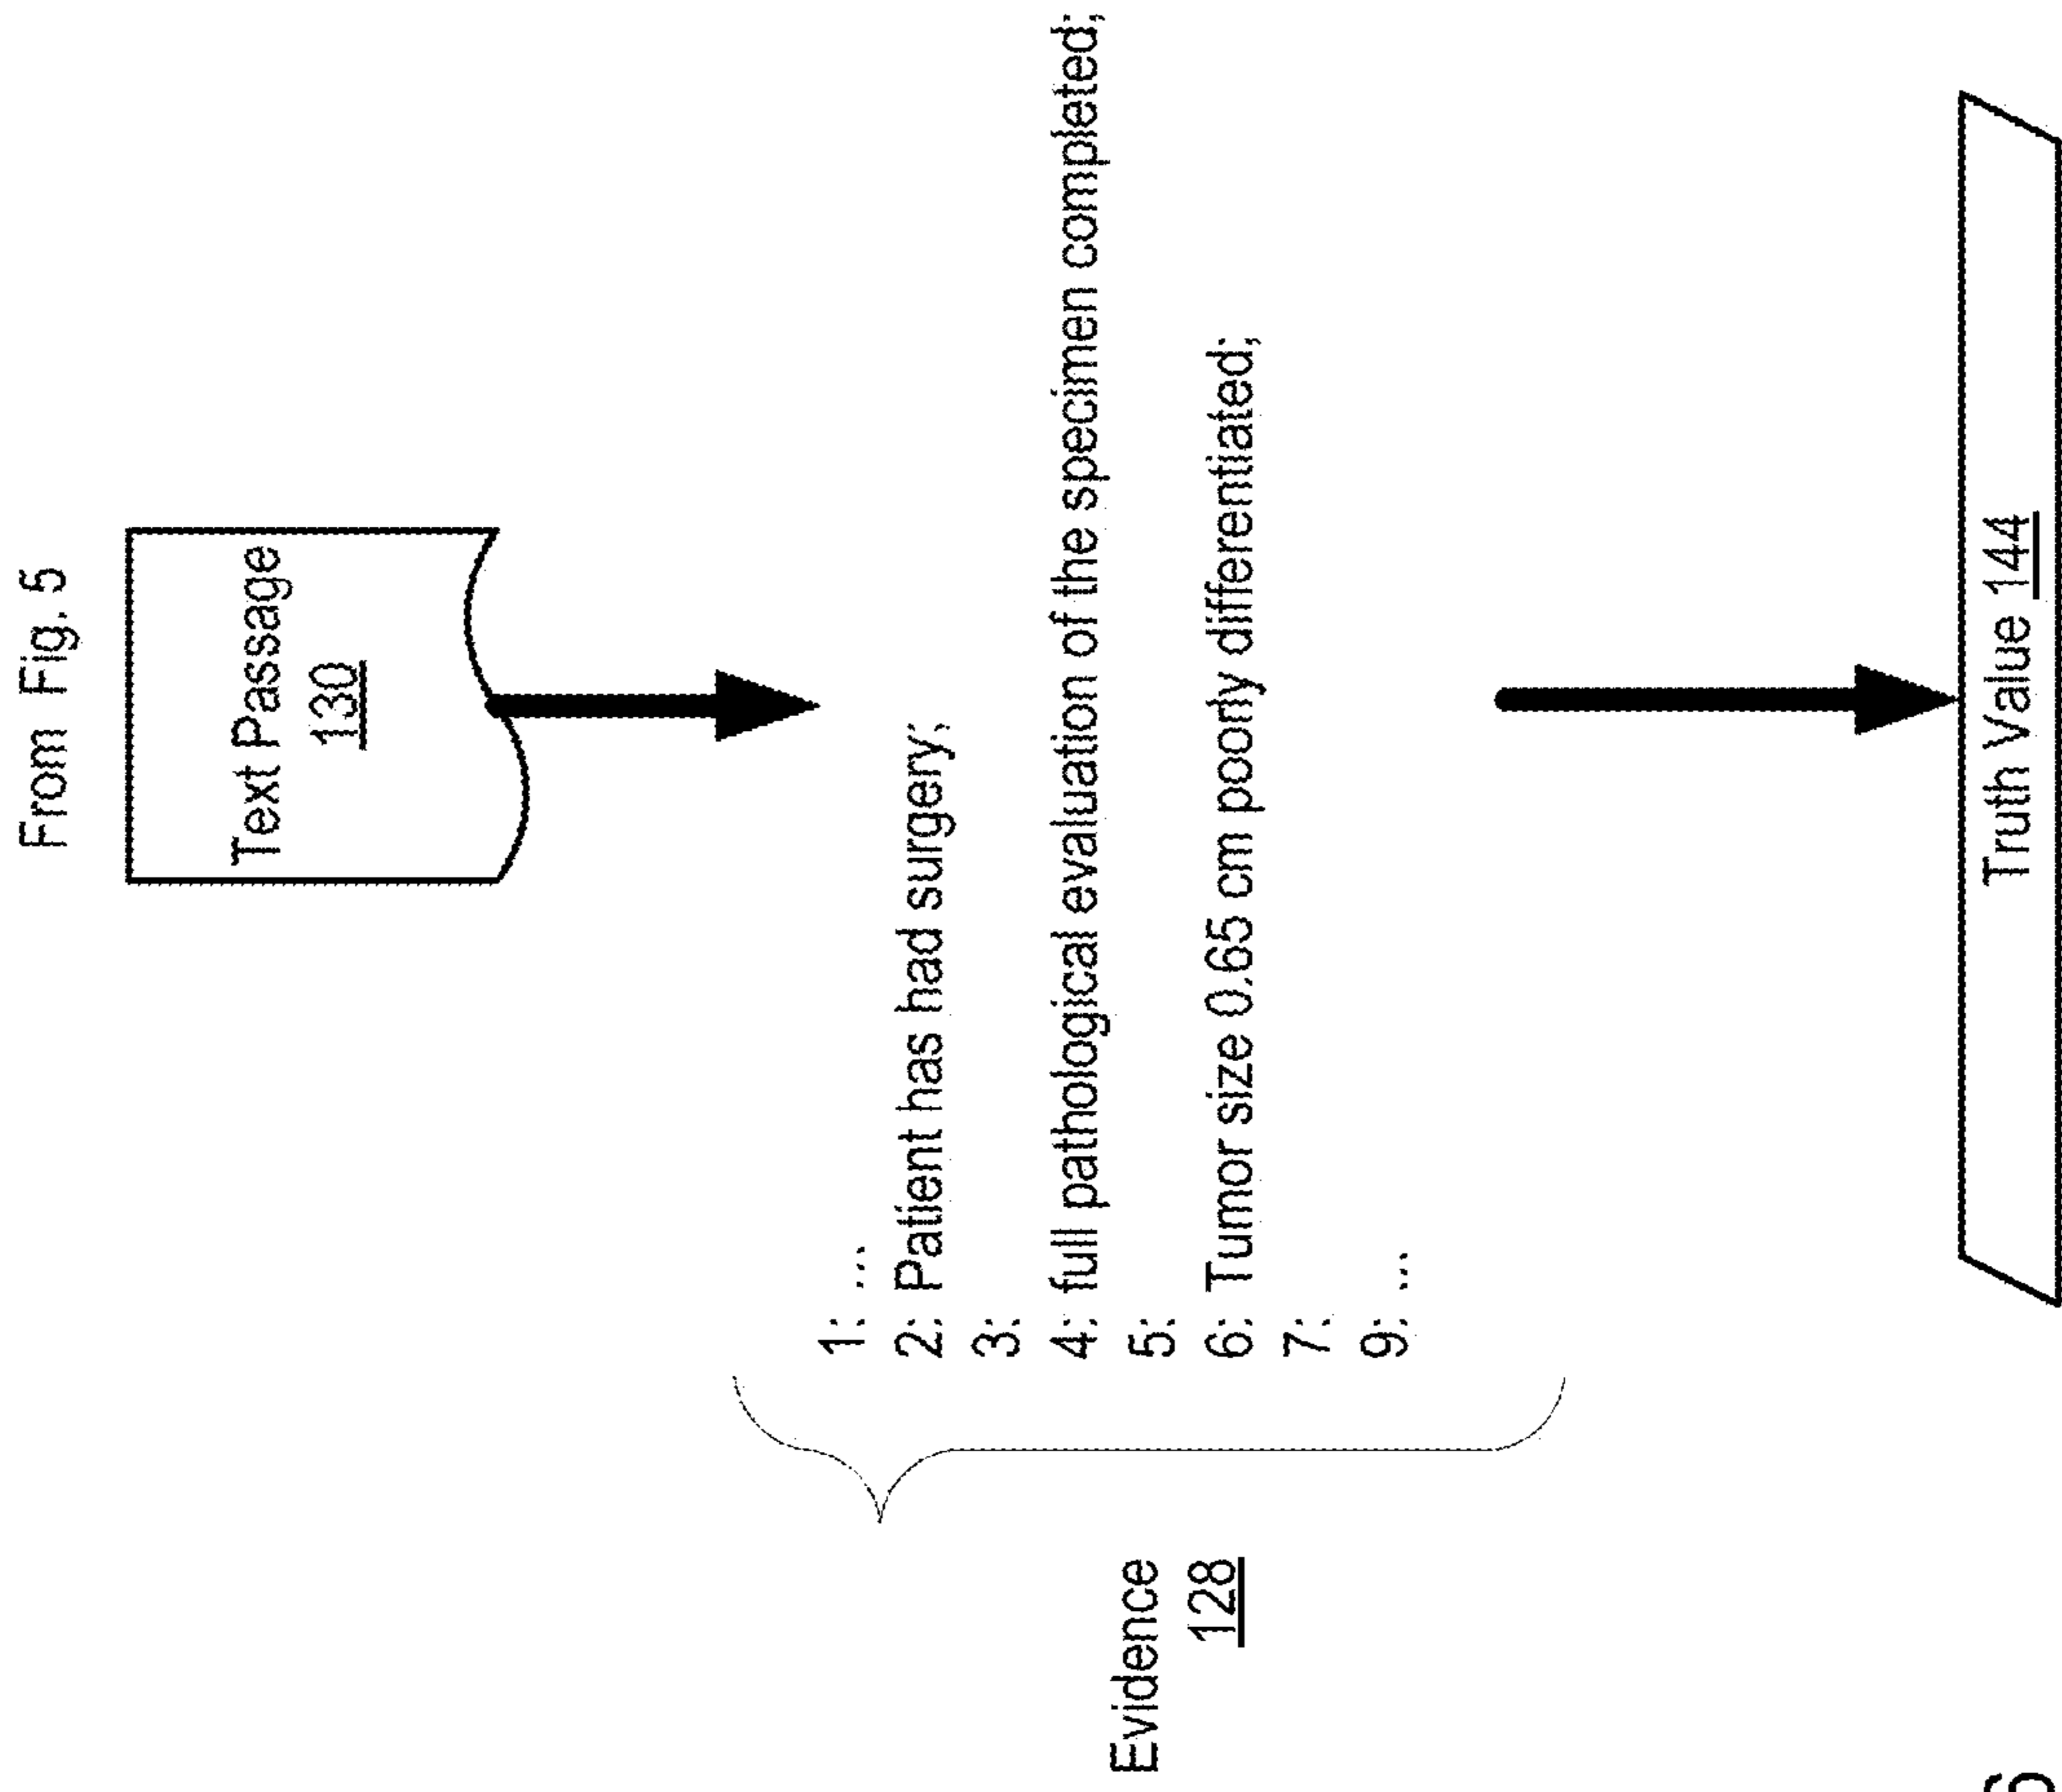 From Fig. 5
Text Passage
130
1: ...
2: Patient has had surgery;
3:
4: full pathological evaluation of the specimen completed;
5:
6: Tumor size 0.65 cm poorly differentiated;
7:
9: ...
Evidence
128
Truth Value 144
6